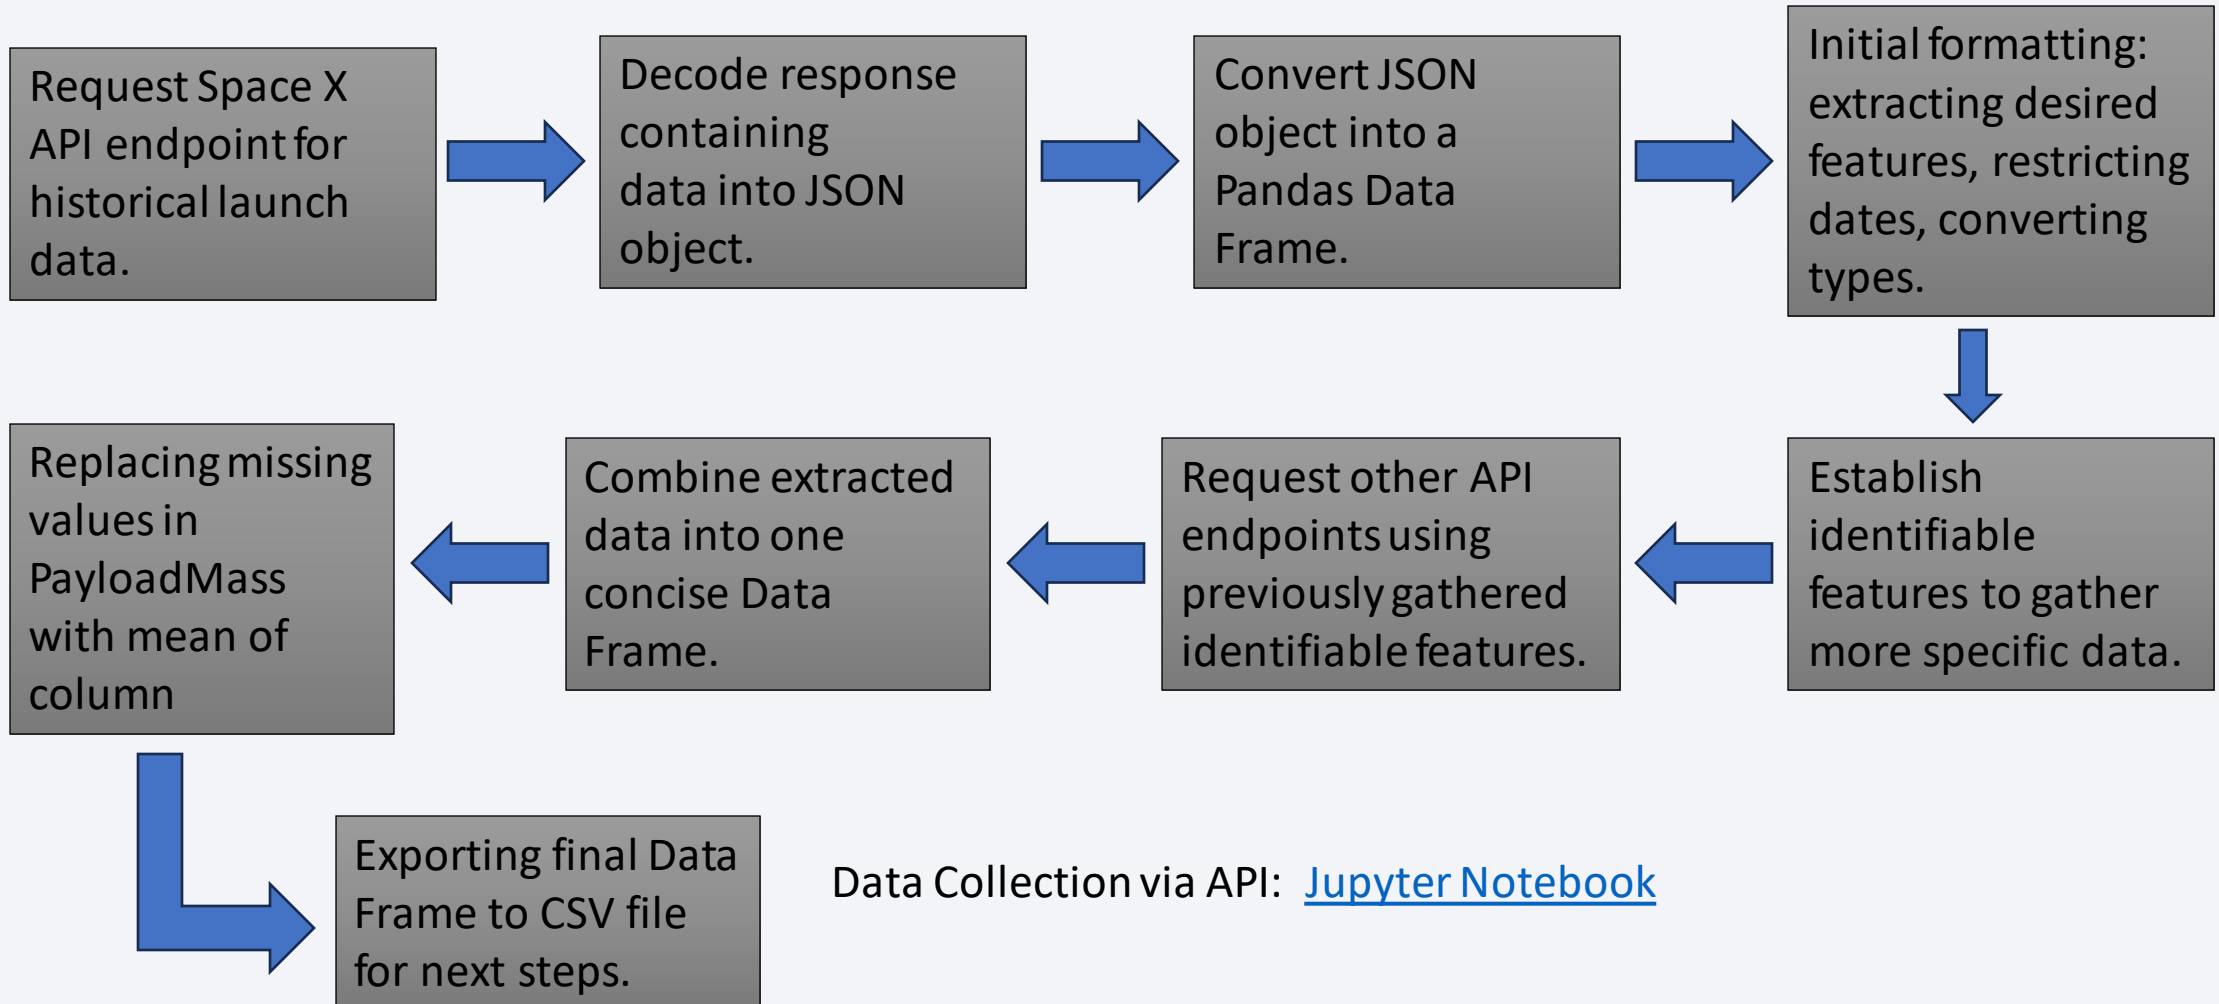 Request Space X
API endpoint for
historical launch
data.
Decode response
containing
data into JSON
object.
Convert JSON
object into a
Pandas Data
Frame.
Initial formatting:
extracting desired
features, restricting
dates, converting
types.
Establish
identifiable
features to gather
more specific data.
Request other API
endpoints using
previously gathered
identifiable features.
Combine extracted
data into one
concise Data
Frame.
Replacing missing
values in
PayloadMass
with mean of
column
Exporting final Data
Frame to CSV file
for next steps.
Data Collection via API: Jupyter Notebook